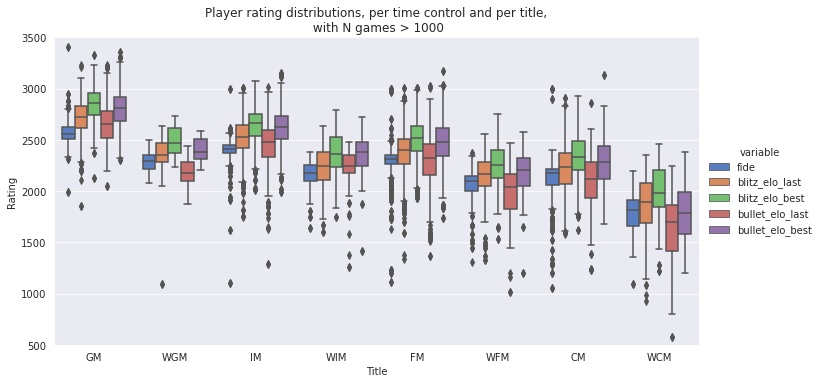 Player rating distributions, per time control and per title,
with N games > 1000
3500
3000
2500
2000
1500
1000
500
Rating
GM
WGM
IM
WIM
FM
WFM
CM
WCM
Title
variable
fide
blitz_elo_last
blitz_elo_best
bullet_elo_last
bullet_elo_best